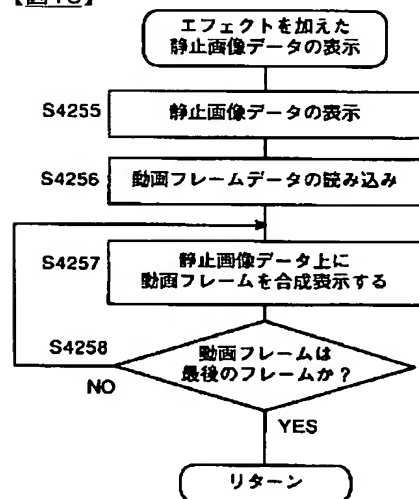 エフェクトを加えた
静止画像データの表示
S4255
静止画像データの表示
S4256
動画フレームデータの読み込み
S4257
静止画像データ上に
動画フレームを合成表示する
S4258
動画フレームは
最後のフレームか？
NO
YES
リターン